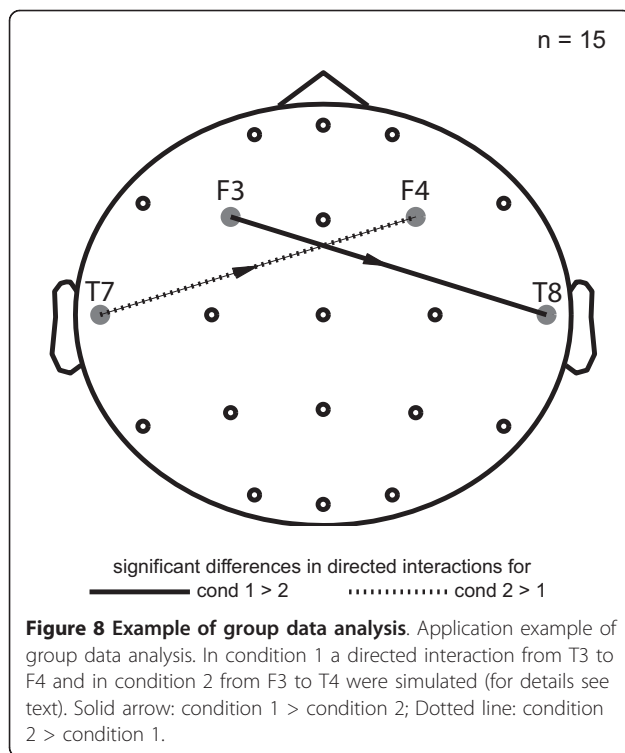 n = 15
F3 F4
T7 T8
significant differences in directed interactions for
cond 1 > 2 cond 2 > 1
Figure 8 Example of group data analysis. Application example of
group data analysis. In condition 1 a directed interaction from T3 to
F4 and in condition 2 from F3 to T4 were simulated (for details see
text). Solid arrow: condition 1 > condition 2; Dotted line: condition
2 > condition 1.